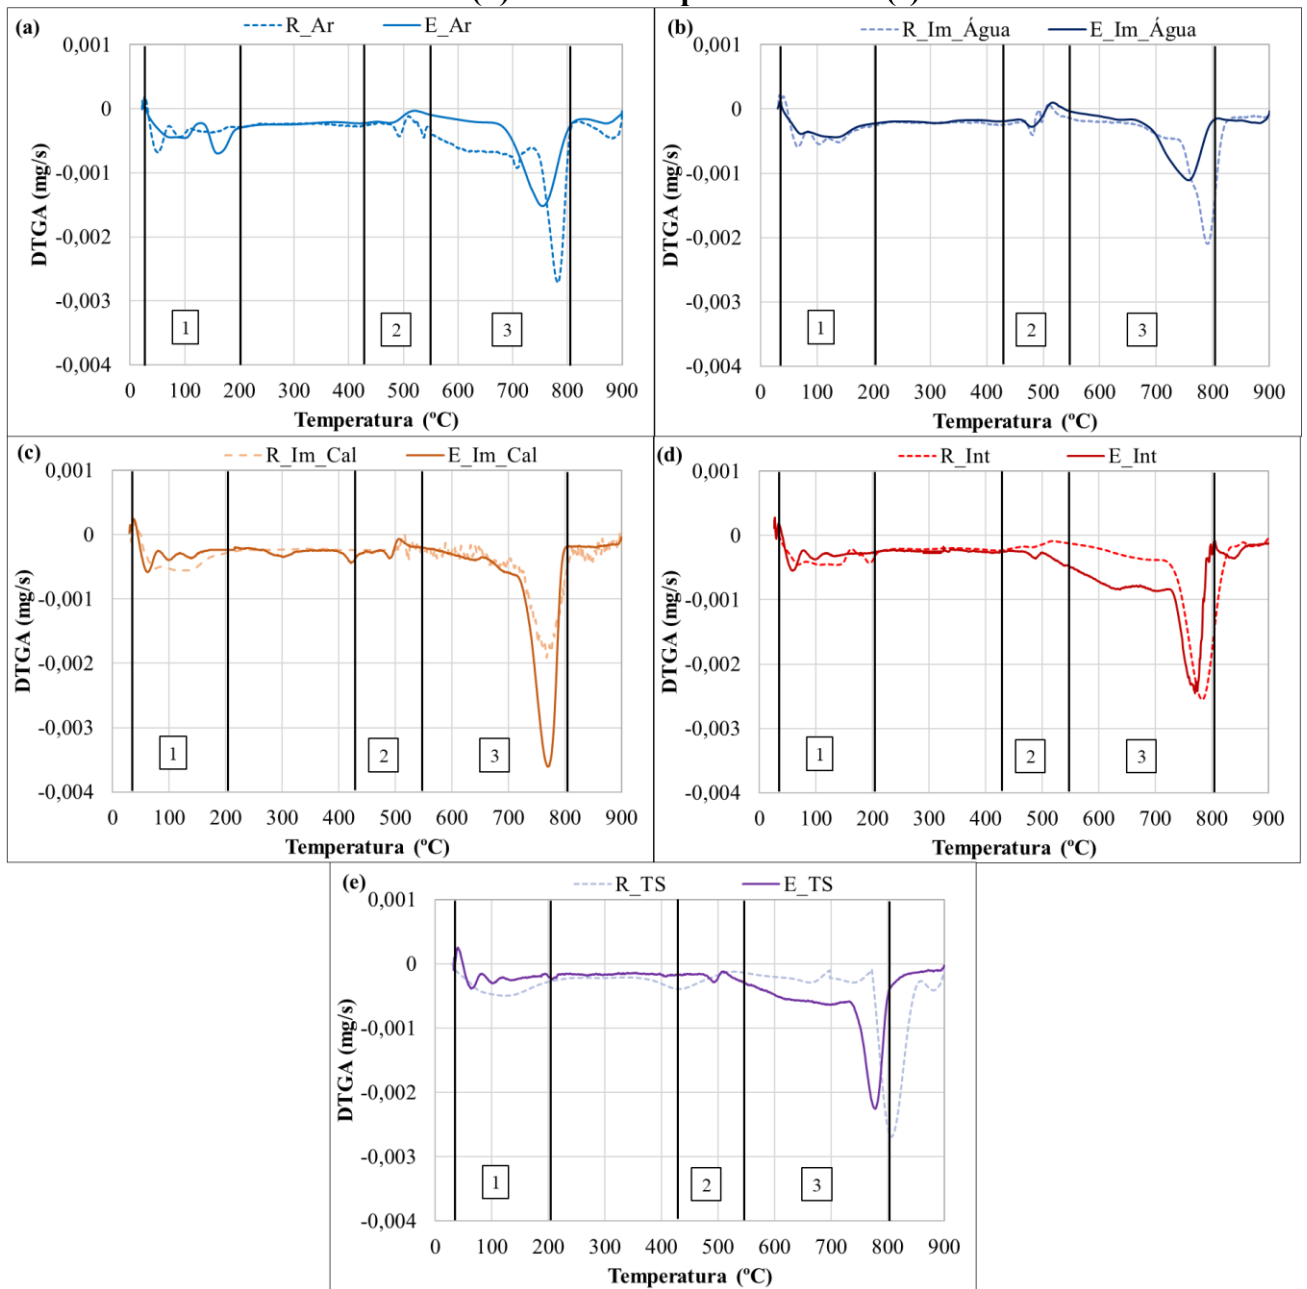 (a) R_Ar E_Ar
0,001
0
-0,001
-0,002
-0,003
-0,004
DTGA (mg/s)
1 2 3
0 100 200 300 400 500 600 700 800 900
Temperatura (ºC)
(b) R_Im_Água E_Im_Água
0,001
0
-0,001
-0,002
-0,003
-0,004
DTGA (mg/s)
1 2 3
0 100 200 300 400 500 600 700 800 900
Temperatura (ºC)
(c) R_Im_Cal E_Im_Cal
0,001
0
-0,001
-0,002
-0,003
-0,004
DTGA (mg/s)
1 2 3
0 100 200 300 400 500 600 700 800 900
Temperatura (ºC)
(d) R_Int E_Int
0,001
0
-0,001
-0,002
-0,003
-0,004
DTGA (mg/s)
1 2 3
0 100 200 300 400 500 600 700 800 900
Temperatura (ºC)
(e) R_TS E_TS
0,001
0
-0,001
-0,002
-0,003
-0,004
DTGA (mg/s)
1 2 3
0 100 200 300 400 500 600 700 800 900
Temperatura (ºC)